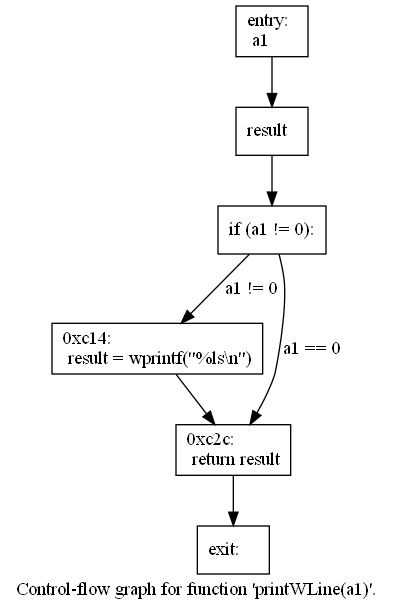 entry:
a1
result
if (a1 != 0):
a1 != 0
0xc14:
result = wprintf("%ls\n")
a1 == 0
0xc2c:
return result
exit:
Control-flow graph for function 'printWLine(a1)'.